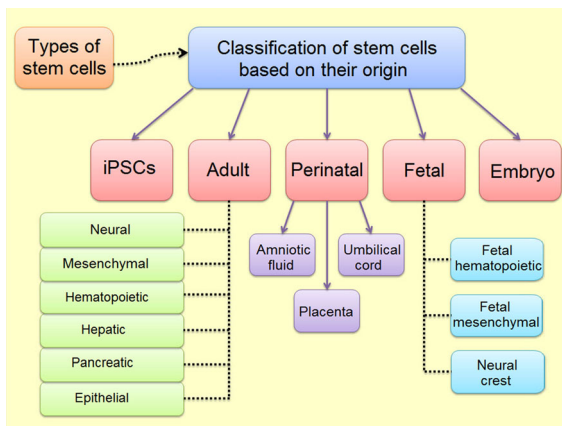 Types of
stem cells
Classification of stem cells
based on their origin
iPSCs
Adult
Perinatal
Fetal
Embryo
Neural
Mesenchymal
Hematopoietic
Hepatic
Pancreatic
Epithelial
Amniotic
fluid
Umbilical
cord
Placenta
Fetal
hematopoietic
Fetal
mesenchymal
Neural
crest